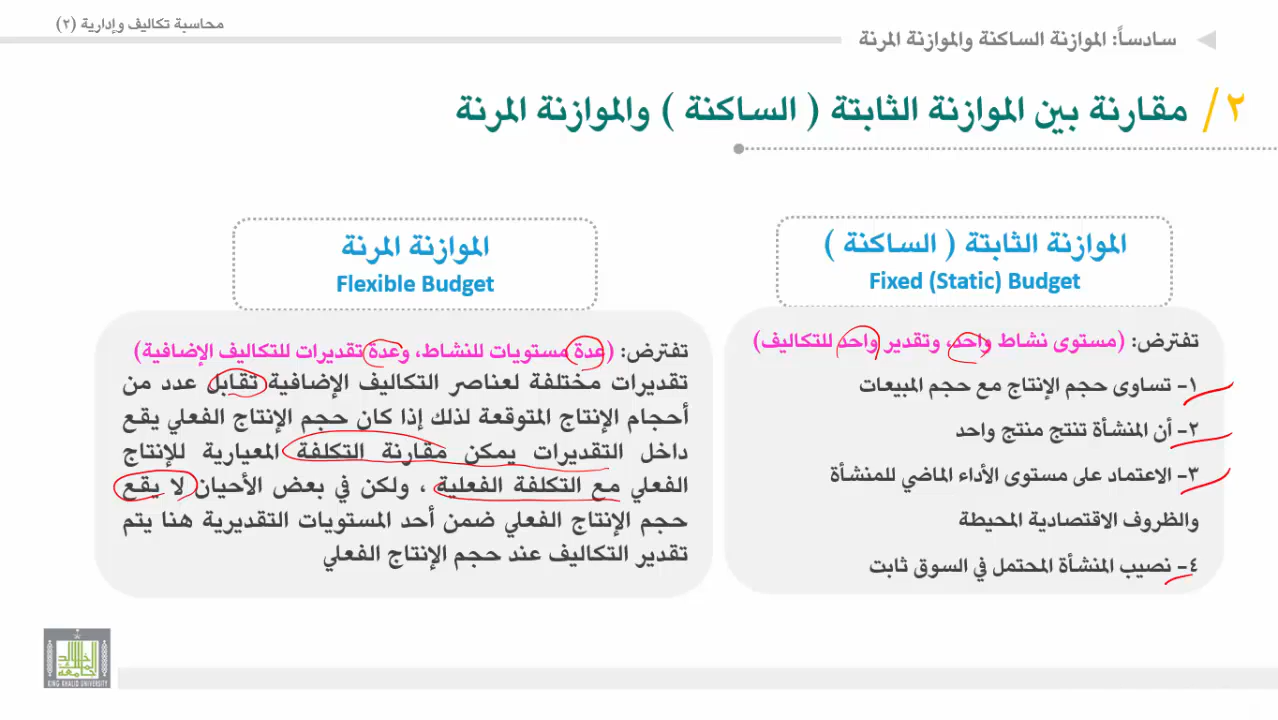 محاسبة تكاليف وإدارية (٢)
سادساً: الموازنة الساكنة والموازنة المرنة
٢/ مقارنة بين الموازنة الثابتة ( الساكنة ) والموازنة المرنة
الموازنة الثابتة ( الساكنة )
Fixed (Static) Budget
تفترض: (مستوى نشاط واحد، وتقدير واحد للتكاليف)
١- تساوى حجم الإنتاج مع حجم المبيعات
٢- أن المنشأة تنتج منتج واحد
٣- الاعتماد على مستوى الأداء الماضي للمنشأة
والظروف الاقتصادية المحيطة
٤- نصيب المنشأة المحتمل في السوق ثابت
الموازنة المرنة
Flexible Budget
تفترض: (عدة مستويات للنشاط، وعدة تقديرات للتكاليف الإضافية)
تقديرات مختلفة لعناصر التكاليف الإضافية تقابل عدد من
أحجام الإنتاج المتوقعة لذلك إذا كان حجم الإنتاج الفعلي يقع
داخل التقديرات يمكن مقارنة التكلفة المعيارية للإنتاج
الفعلي مع التكلفة الفعلية ، ولكن في بعض الأحيان لا يقع
حجم الإنتاج الفعلي ضمن أحد المستويات التقديرية هنا يتم
تقدير التكاليف عند حجم الإنتاج الفعلي
KING KHALID UNIVERSITY